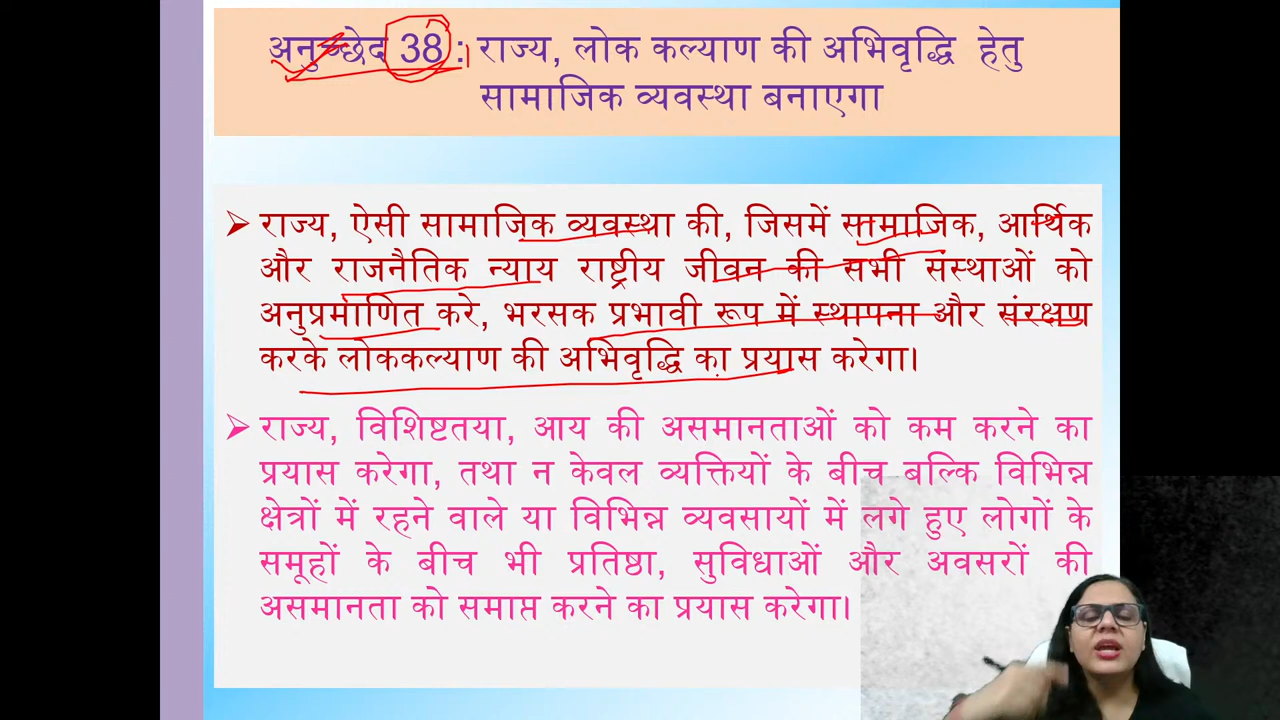 अनुच्छेद 38 : राज्य, लोक कल्याण की अभिवृद्धि हेतु
सामाजिक व्यवस्था बनाएगा
➢ राज्य, ऐसी सामाजिक व्यवस्था की, जिसमें सामाजिक, आर्थिक
और राजनैतिक न्याय राष्ट्रीय जीवन की सभी संस्थाओं को
अनुप्रमाणित करे, भरसक प्रभावी रूप में स्थापना और संरक्षण
करके लोककल्याण की अभिवृद्धि का प्रयास करेगा।
➢ राज्य, विशिष्टतया, आय की असमानताओं को कम करने का
प्रयास करेगा, तथा न केवल व्यक्तियों के बीच बल्कि विभिन्न
क्षेत्रों में रहने वाले या विभिन्न व्यवसायों में लगे हुए लोगों के
समूहों के बीच भी प्रतिष्ठा, सुविधाओं और अवसरों की
असमानता को समाप्त करने का प्रयास करेगा।